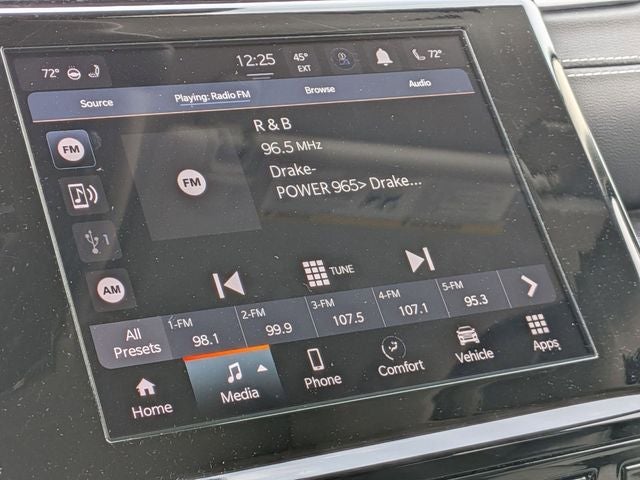 72° 12:25 45° EXT 72°
Source Playing: Radio FM Browse Audio
FM
R & B
96.5 MHz
Drake-
POWER 965> Drake...
FM
1
AM
TUNE
All Presets
1-FM 98.1
2-FM 99.9
3-FM 107.5
4-FM 107.1
5-FM 95.3
Home Media Phone Comfort Vehicle Apps